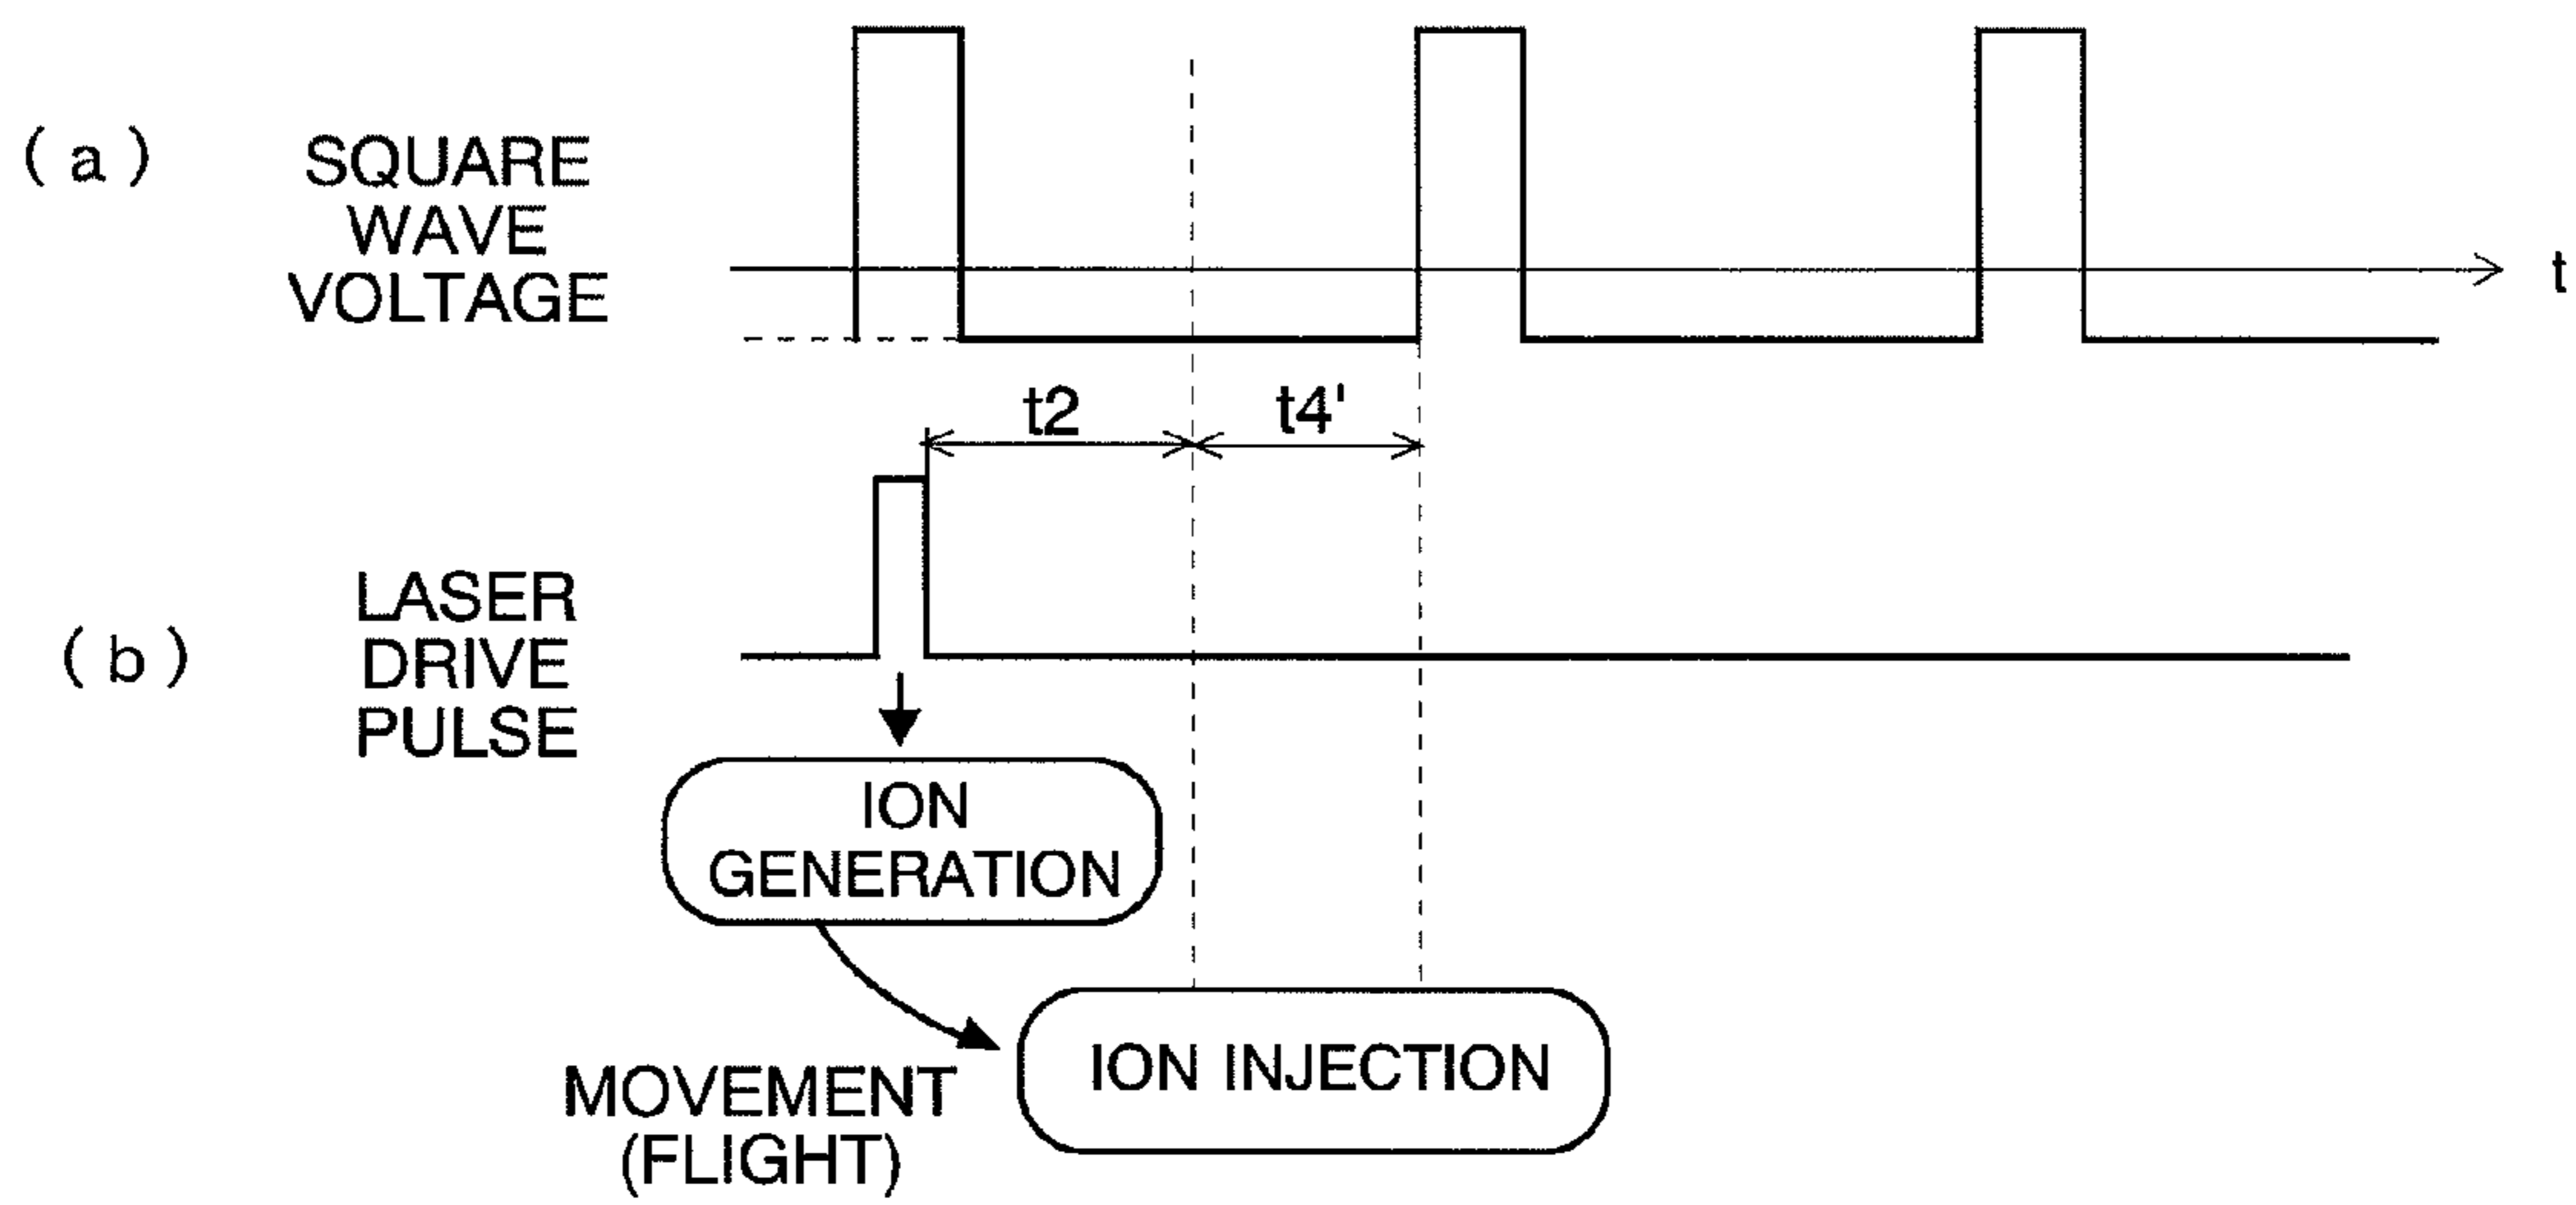 ( a )
SQUARE
WAVE
VOLTAGE
t
t2
t4'
( b )
LASER
DRIVE
PULSE
ION
GENERATION
ION INJECTION
MOVEMENT
(FLIGHT)